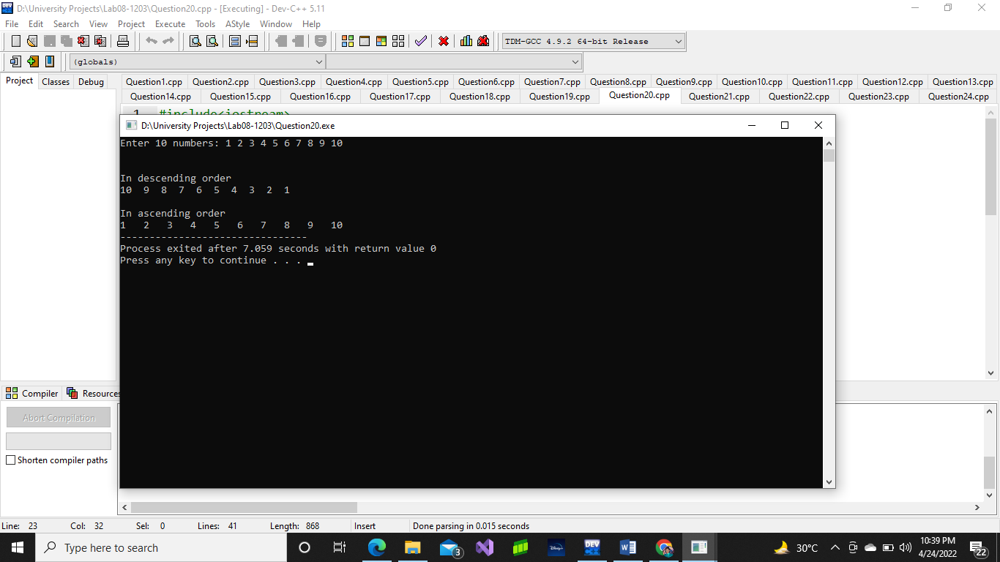 D:\University Projects\Lab08-1203\Question20.cpp - [Executing] - Dev-C++ 5.11
File Edit Search View Project Execute Tools AStyle Window Help
TDM-GCC 4.9.2 64-bit Release
(globals)
Project Classes Debug
Question1.cpp Question2.cpp Question3.cpp Question4.cpp Question5.cpp Question6.cpp Question7.cpp Question8.cpp Question9.cpp Question10.cpp Question11.cpp Question12.cpp Question13.cpp
Question14.cpp Question15.cpp Question16.cpp Question17.cpp Question18.cpp Question19.cpp Question20.cpp Question21.cpp Question22.cpp Question23.cpp Question24.cpp
1 #include<iostream>
D:\University Projects\Lab08-1203\Question20.exe
Enter 10 numbers: 1 2 3 4 5 6 7 8 9 10
In descending order
10 9 8 7 6 5 4 3 2 1
In ascending order
1 2 3 4 5 6 7 8 9 10
--------------------------------
Process exited after 7.059 seconds with return value 0
Press any key to continue . . .
Compiler Resources
Abort Compilation
Shorten compiler paths
Line: 23 Col: 32 Sel: 0 Lines: 41 Length: 868 Insert Done parsing in 0.015 seconds
Type here to search
DEV
3
Disney+
30°C
10:39 PM
4/24/2022
22